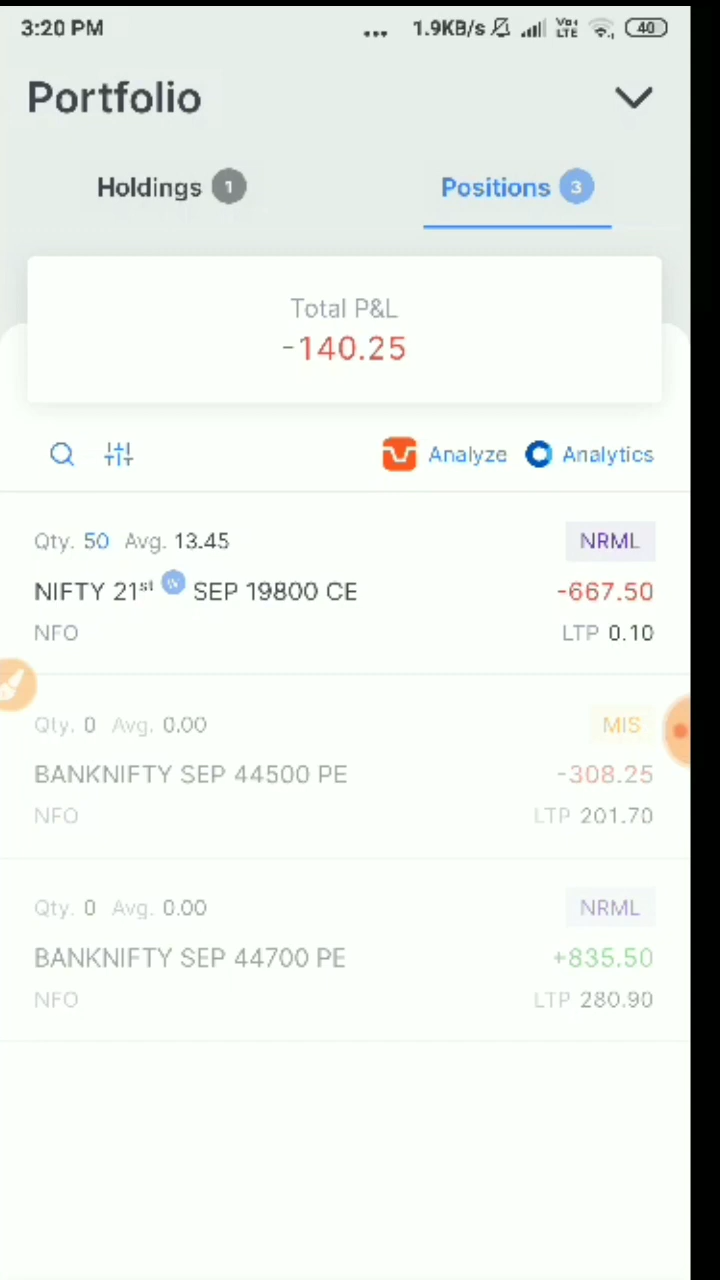 3:20 PM ... 1.9KB/s Vo) LTE 40
Portfolio
Holdings 1 Positions 3
Total P&L
-140.25
Analyze Analytics
Qty. 50 Avg. 13.45 NRML
NIFTY 21st W SEP 19800 CE -667.50
NFO LTP 0.10
Qty. 0 Avg. 0.00 MIS
BANKNIFTY SEP 44500 PE -308.25
NFO LTP 201.70
Qty. 0 Avg. 0.00 NRML
BANKNIFTY SEP 44700 PE +835.50
NFO LTP 280.90